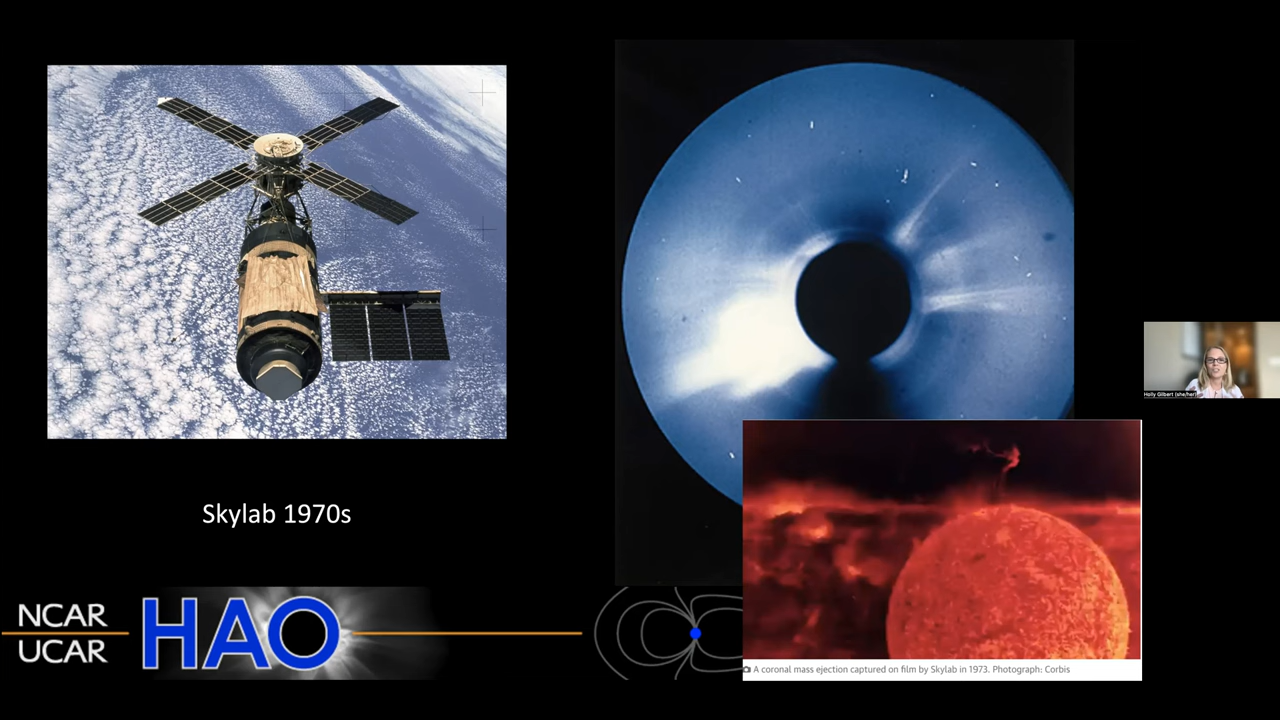 Skylab 1970s
NCAR
UCAR
HAO
Holly Gilbert (she/her)
A coronal mass ejection captured on film by Skylab in 1973. Photograph: Corbis